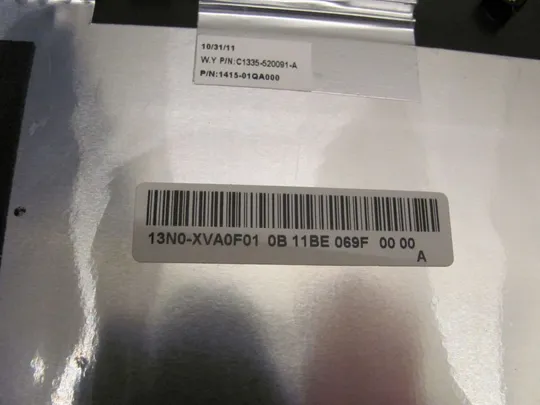 10/31/11
W.Y P/N:C1335-520091-A
P/N:1415-01QA000
13N0-XVA0F01 0B 11BE 069F 00 00
A